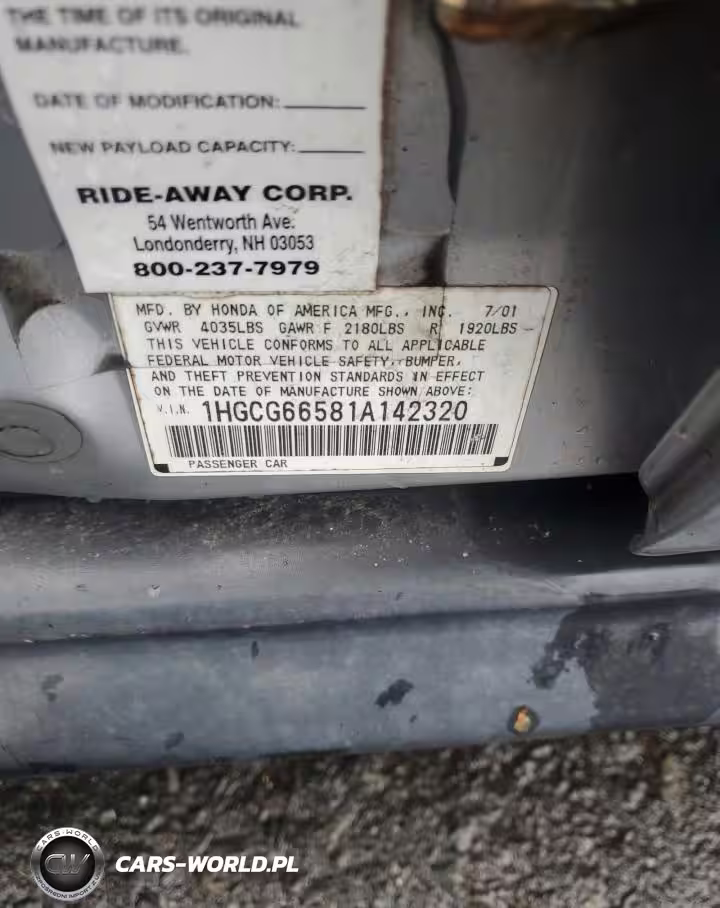 THE TIME OF ITS ORIGINAL
MANUFACTURE.
DATE OF MODIFICATION:
NEW PAYLOAD CAPACITY:
RIDE-AWAY CORP.
54 Wentworth Ave.
Londonderry, NH 03053
800-237-7979
MFD. BY HONDA OF AMERICA MFG., INC. 7/01
GVWR 4035LBS GAWR F 2180LBS R 1920LBS
THIS VEHICLE CONFORMS TO ALL APPLICABLE
FEDERAL MOTOR VEHICLE SAFETY, BUMPER,
AND THEFT PREVENTION STANDARDS IN EFFECT
ON THE DATE OF MANUFACTURE SHOWN ABOVE:
V.I.N. 1HGCG66581A142320
PASSENGER CAR
CARS-WORLD
CW
CARS-WORLD.PL